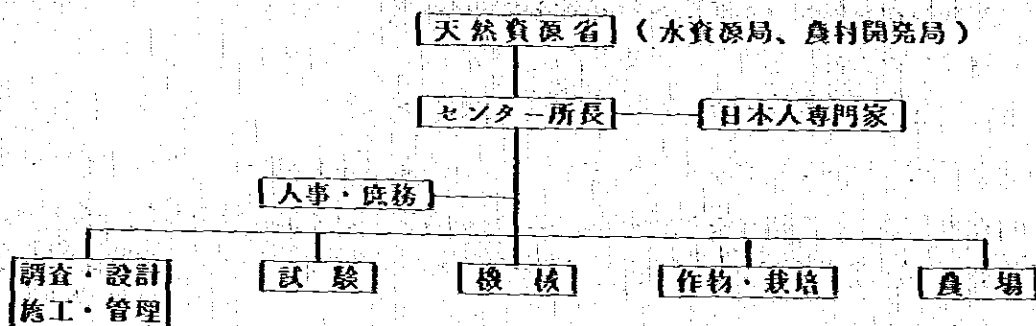 天然資源省（水資源局、農村開発局）
センター所長 日本人専門家
人事・庶務
調査・設計 試験 機械 作物・栽培 農場
施工・管理